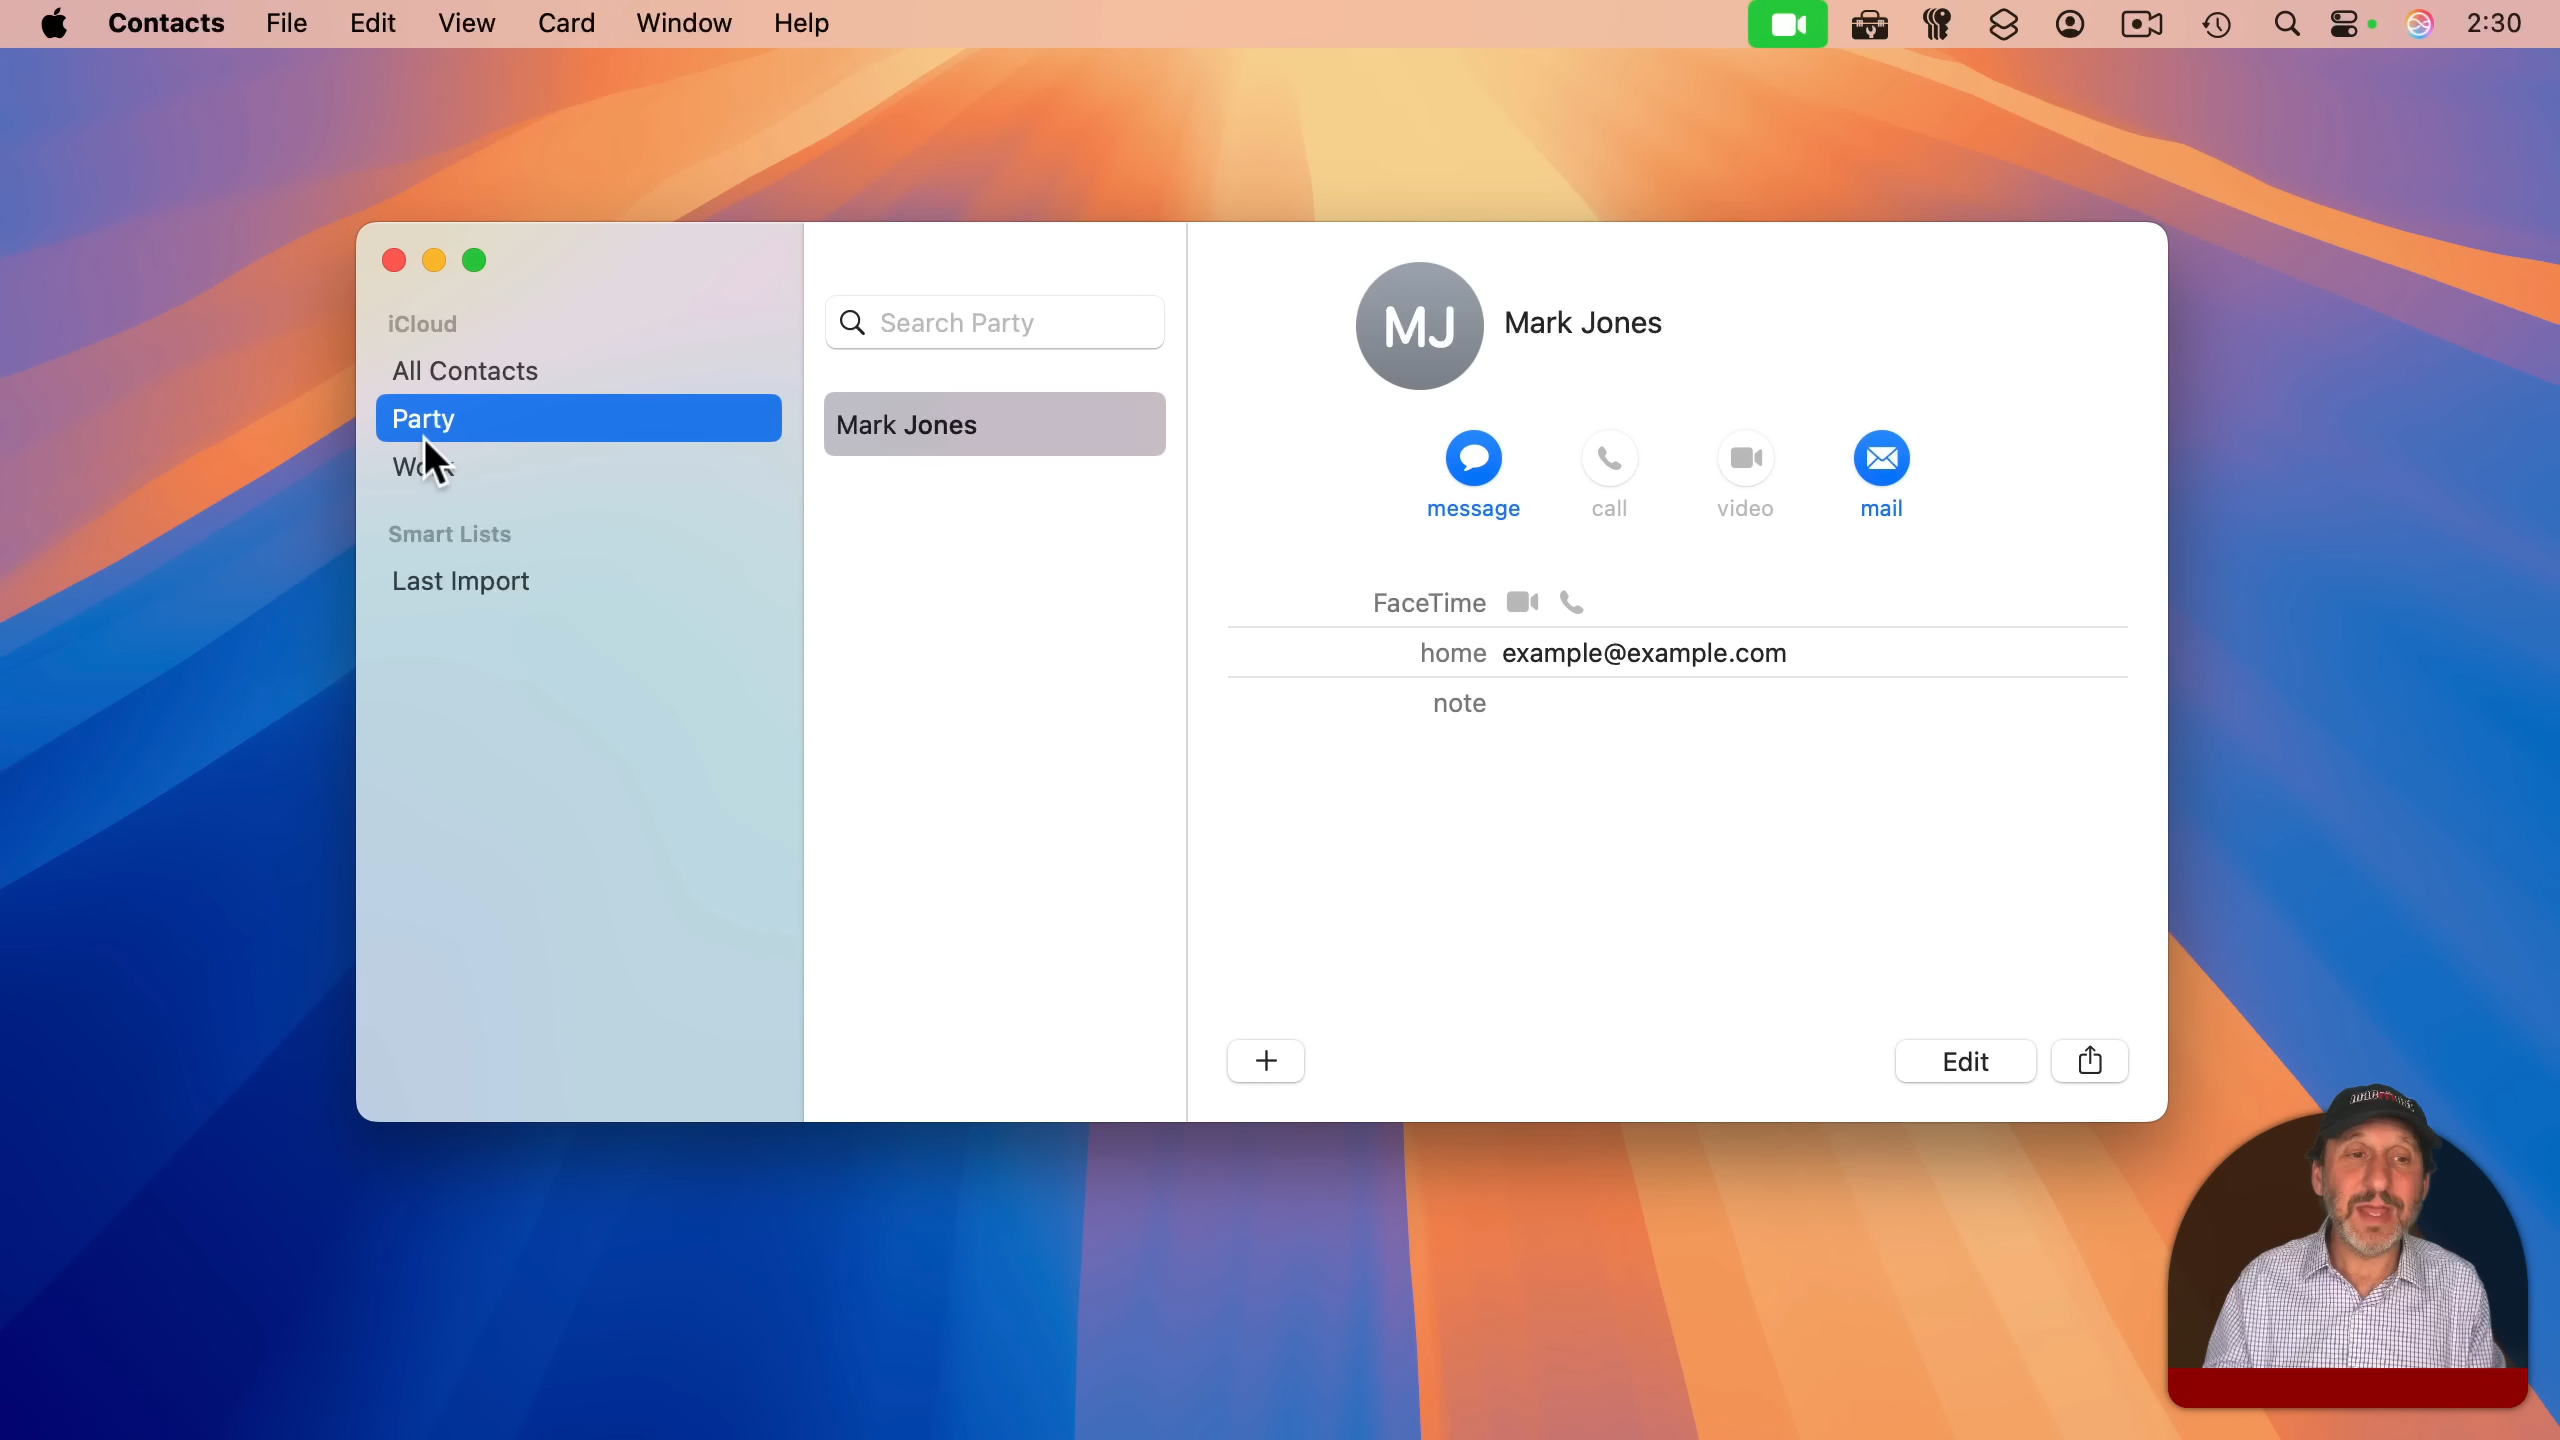 Contacts File Edit View Card Window Help 2:30
iCloud
All Contacts
Party
Smart Lists
Last Import
Search Party
Mark Jones
MJ Mark Jones
message call video mail
FaceTime
home example@example.com
note
+ Edit